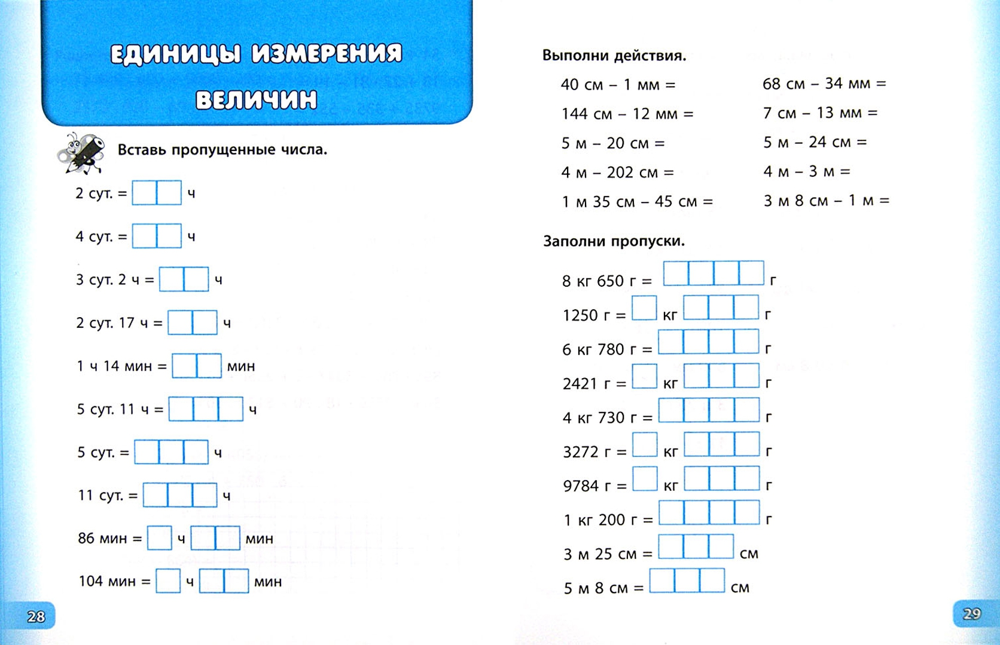 ЕДИНИЦЫ ИЗМЕРЕНИЯ
ВЕЛИЧИН
Вставь пропущенные числа.
2 сут. = ч
4 сут. = ч
3 сут. 2 ч = ч
2 сут. 17 ч = ч
1 ч 14 мин = мин
5 сут. 11 ч = ч
5 сут. = ч
11 сут. = ч
86 мин = ч мин
104 мин = ч мин
28
Выполни действия.
40 см – 1 мм = 68 см – 34 мм =
144 см – 12 мм = 7 см – 13 мм =
5 м – 20 см = 5 м – 24 см =
4 м – 202 см = 4 м – 3 м =
1 м 35 см – 45 см = 3 м 8 см – 1 м =
Заполни пропуски.
8 кг 650 г = г
1250 г = кг г
6 кг 780 г = г
2421 г = кг г
4 кг 730 г = г
3272 г = кг г
9784 г = кг г
1 кг 200 г = г
3 м 25 см = см
5 м 8 см = см
29